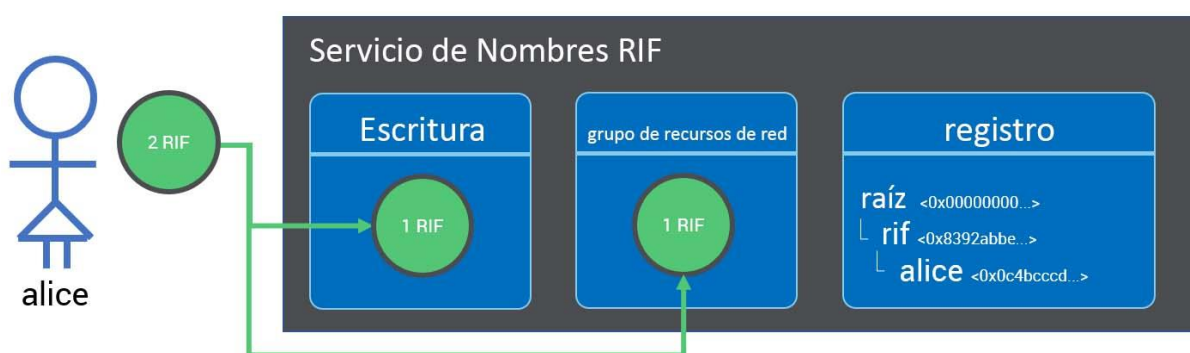 Servicio de Nombres RIF
2 RIF
alice
Escritura
1 RIF
grupo de recursos de red
1 RIF
registro
raíz <0x00000000...>
rif <0x8392abbe...>
alice <0x0c4bcccd...>